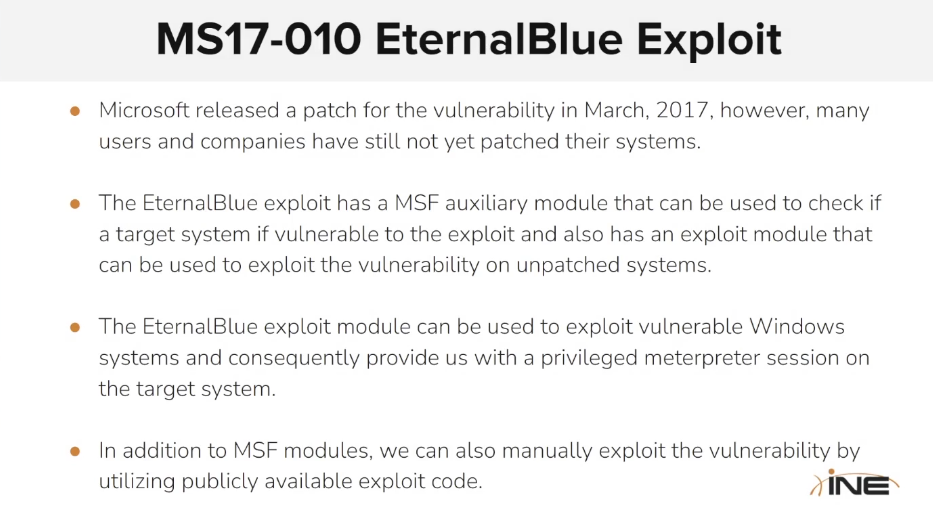 MS17-010 EternalBlue Exploit
● Microsoft released a patch for the vulnerability in March, 2017, however, many
users and companies have still not yet patched their systems.
● The EternalBlue exploit has a MSF auxiliary module that can be used to check if
a target system if vulnerable to the exploit and also has an exploit module that
can be used to exploit the vulnerability on unpatched systems.
● The EternalBlue exploit module can be used to exploit vulnerable Windows
systems and consequently provide us with a privileged meterpreter session on
the target system.
● In addition to MSF modules, we can also manually exploit the vulnerability by
utilizing publicly available exploit code.
iNE